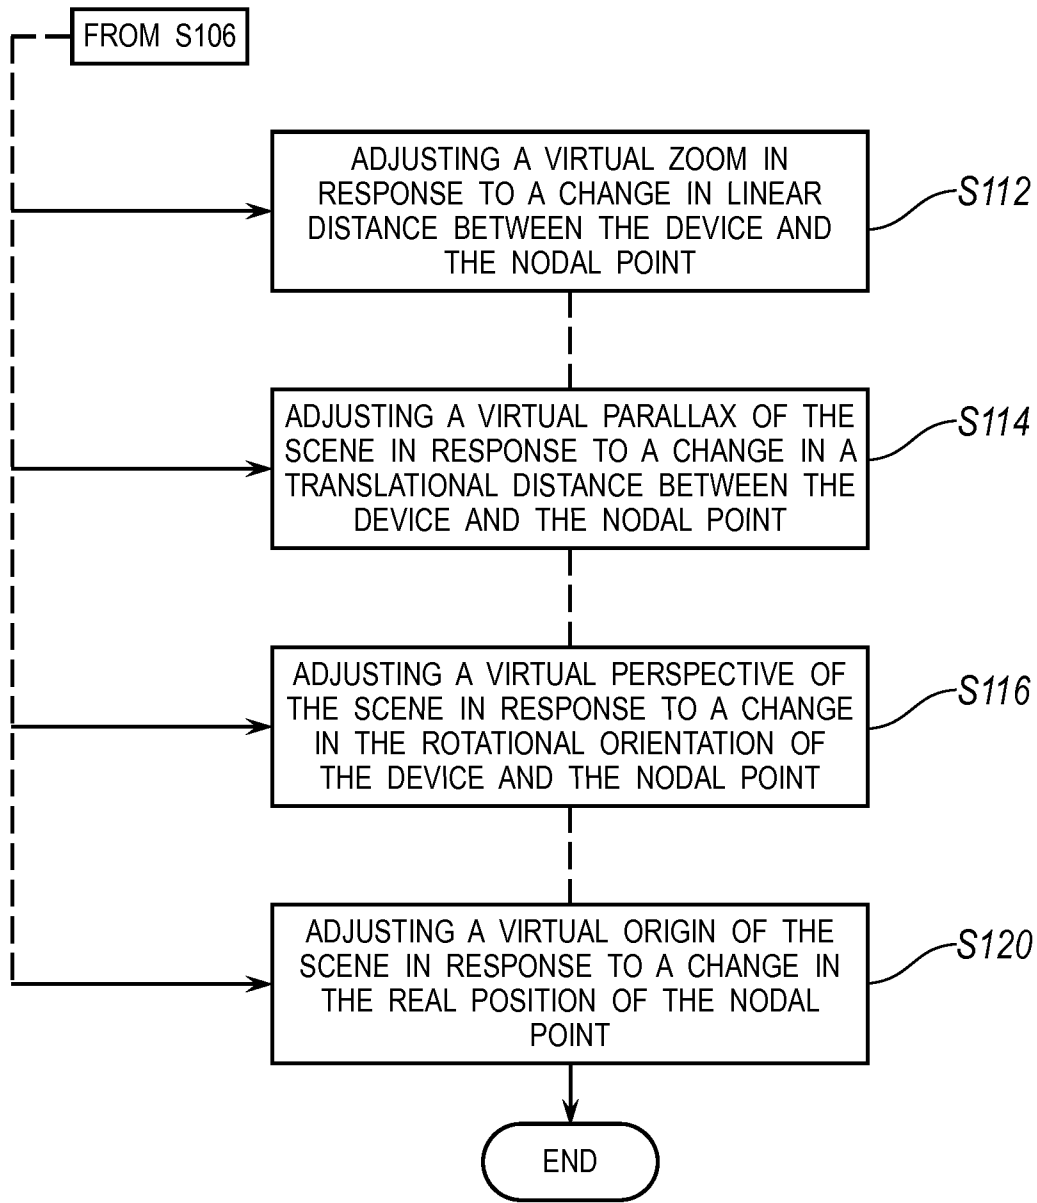 FROM S106
ADJUSTING A VIRTUAL ZOOM IN
RESPONSE TO A CHANGE IN LINEAR
DISTANCE BETWEEN THE DEVICE AND
THE NODAL POINT
S112
ADJUSTING A VIRTUAL PARALLAX OF THE
SCENE IN RESPONSE TO A CHANGE IN A
TRANSLATIONAL DISTANCE BETWEEN THE
DEVICE AND THE NODAL POINT
S114
ADJUSTING A VIRTUAL PERSPECTIVE OF
THE SCENE IN RESPONSE TO A CHANGE
IN THE ROTATIONAL ORIENTATION OF
THE DEVICE AND THE NODAL POINT
S116
ADJUSTING A VIRTUAL ORIGIN OF THE
SCENE IN RESPONSE TO A CHANGE IN
THE REAL POSITION OF THE NODAL
POINT
S120
END